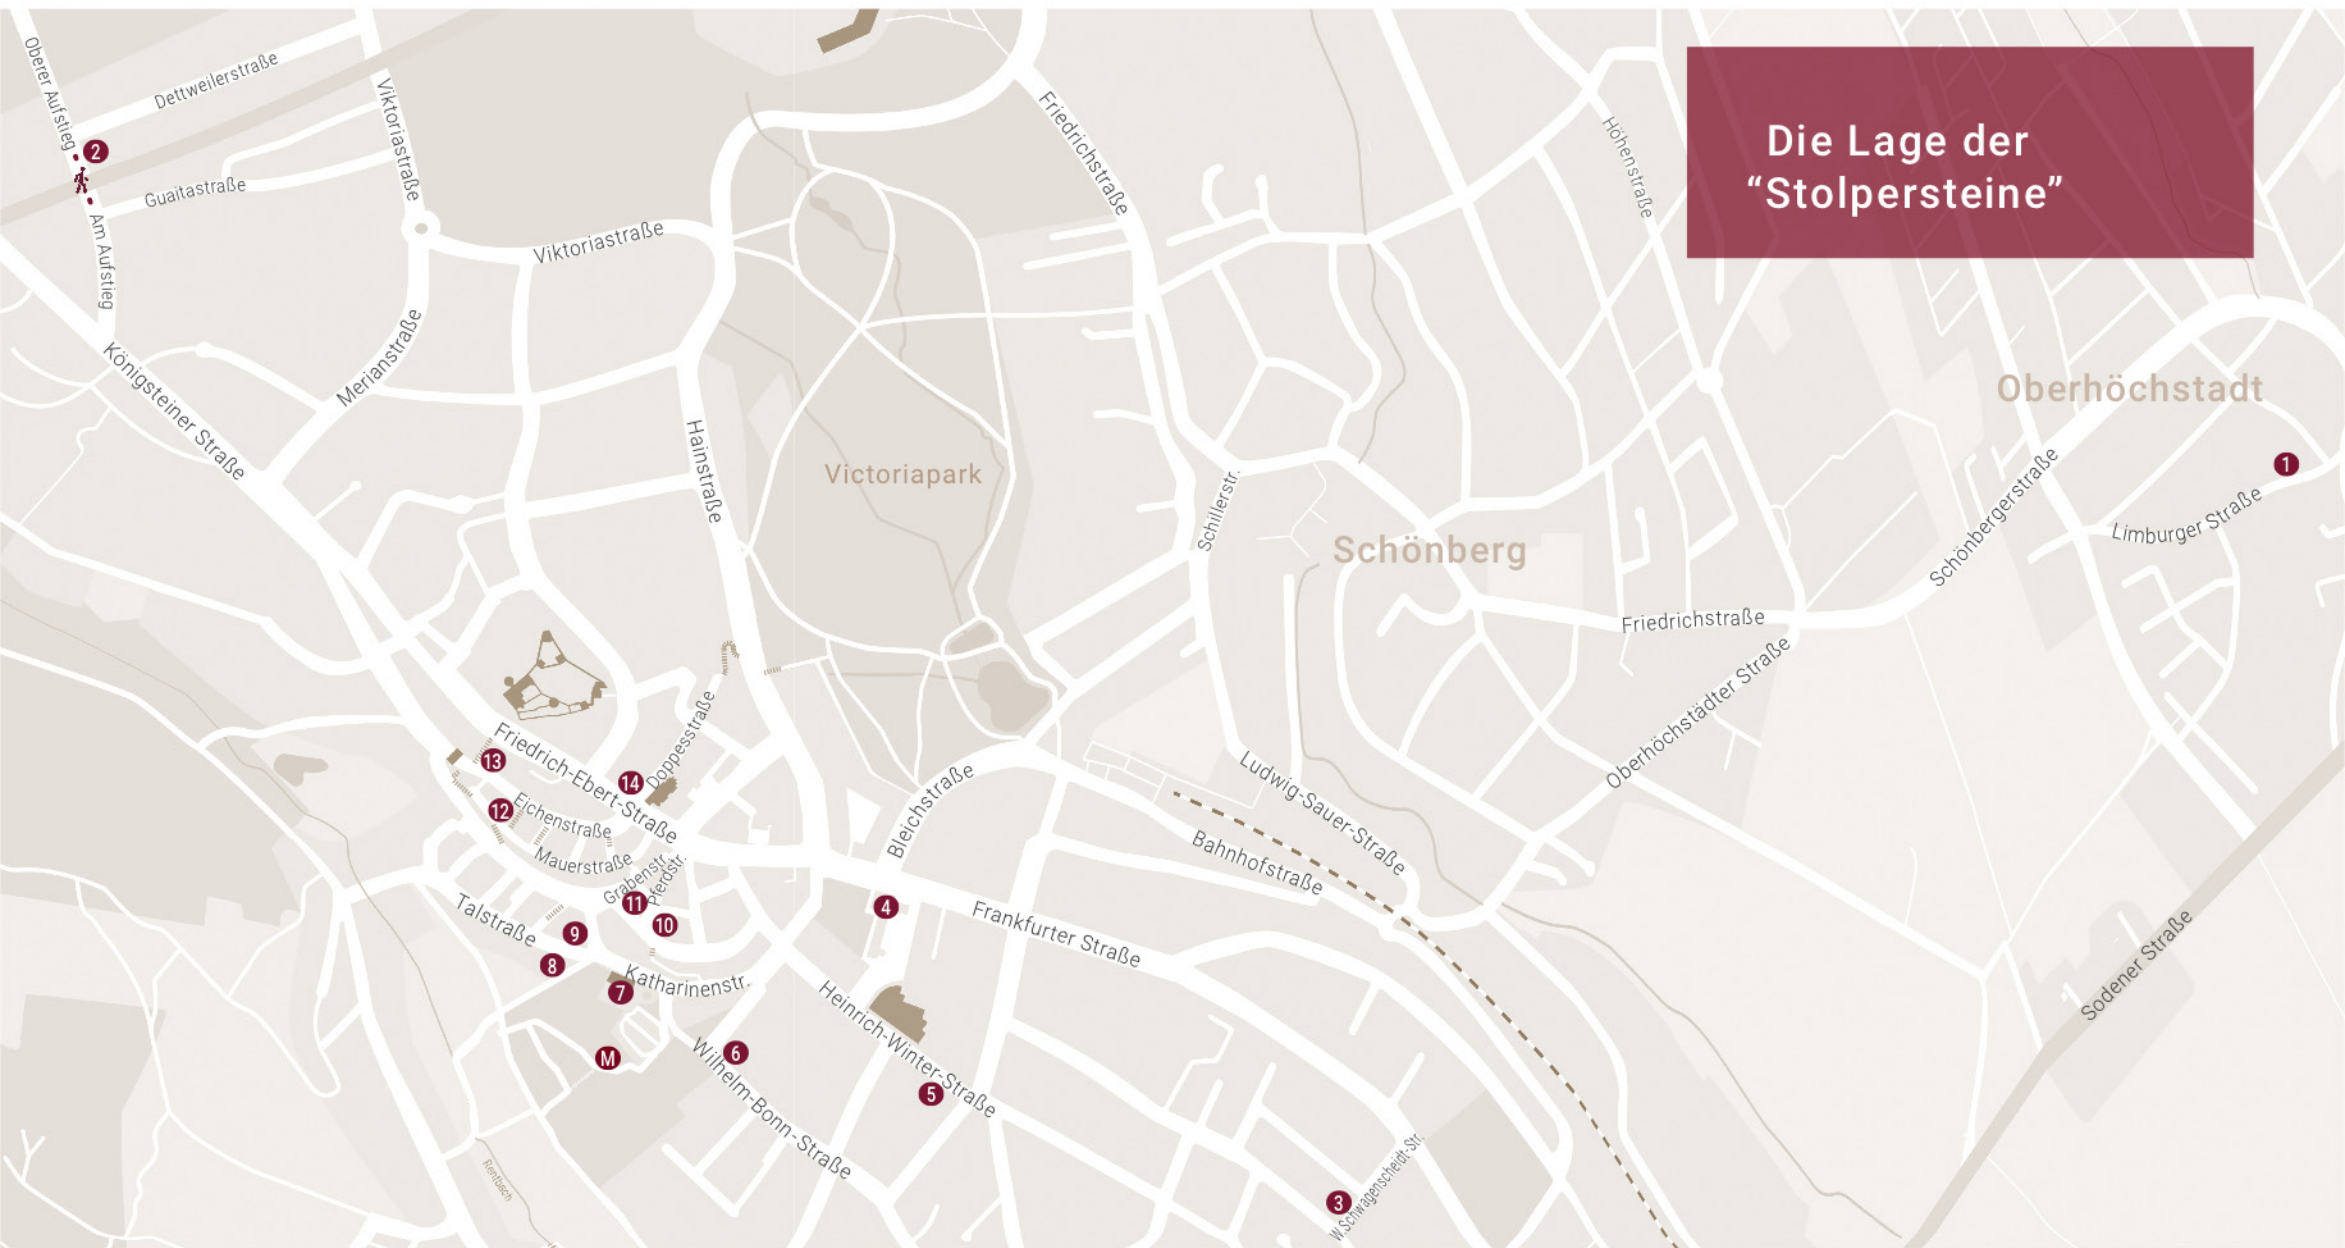 Die Lage der
“Stolpersteine”
Oberer Aufstieg
Dettweilerstraße
Viktoriastraße
Friedrichstraße
Höhenstraße
2
Guaitastraße
Am Aufstieg
Viktoriastraße
Königsteiner Straße
Merianstraße
Hainstraße
Victoriapark
Schillerstr.
Schönberg
Oberhöchstadt
1
Limburger Straße
Schönbergerstraße
Friedrichstraße
Oberhöchstädter Straße
Sodener Straße
Friedrich-Ebert-Straße
13
14
Doppesstraße
12
Eichenstraße
Mauerstraße
Grabenstr.
Pferdstr.
Bleichstraße
Ludwig-Sauer-Straße
Bahnhofstraße
Talstraße
11
10
9
8
4
Frankfurter Straße
Katharinenstr.
7
M
6
Wilhelm-Bonn-Straße
Heinrich-Winter-Straße
5
3
W.Schwagenscheidt-Str.
Rentbach